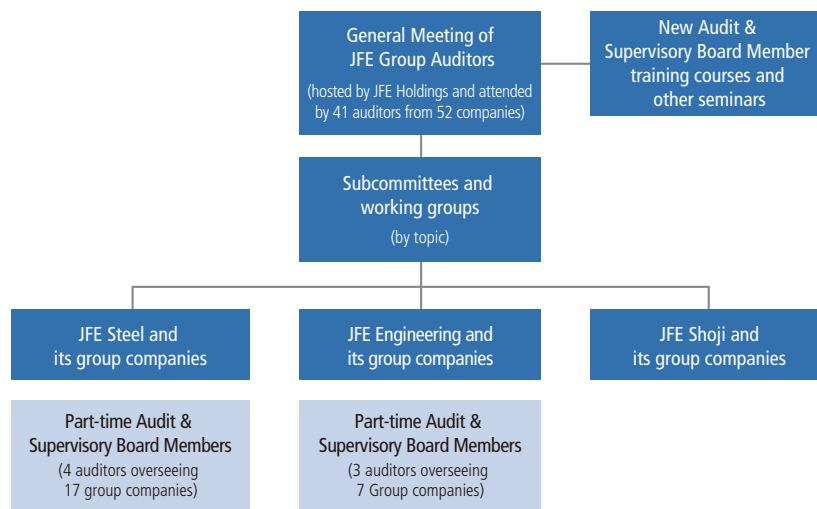 General Meeting of
JFE Group Auditors
(hosted by JFE Holdings and attended
by 41 auditors from 52 companies)
New Audit &
Supervisory Board Member
training courses and
other seminars
Subcommittees and
working groups
(by topic)
JFE Steel and
its group companies
JFE Engineering and
its group companies
JFE Shoji and
its group companies
Part-time Audit &
Supervisory Board Members
(4 auditors overseeing
17 group companies)
Part-time Audit &
Supervisory Board Members
(3 auditors overseeing
7 Group companies)